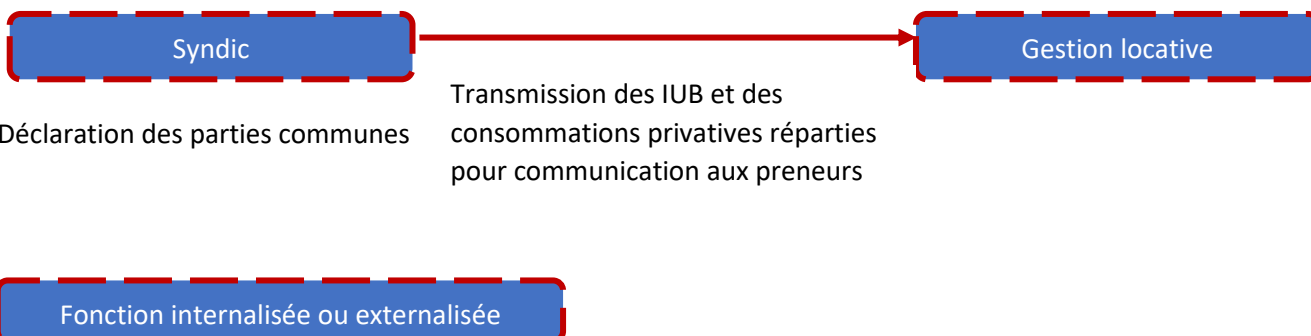 Syndic
Gestion locative
Déclaration des parties communes
Transmission des IUB et des
consommations privatives réparties
pour communication aux preneurs
Fonction internalisée ou externalisée